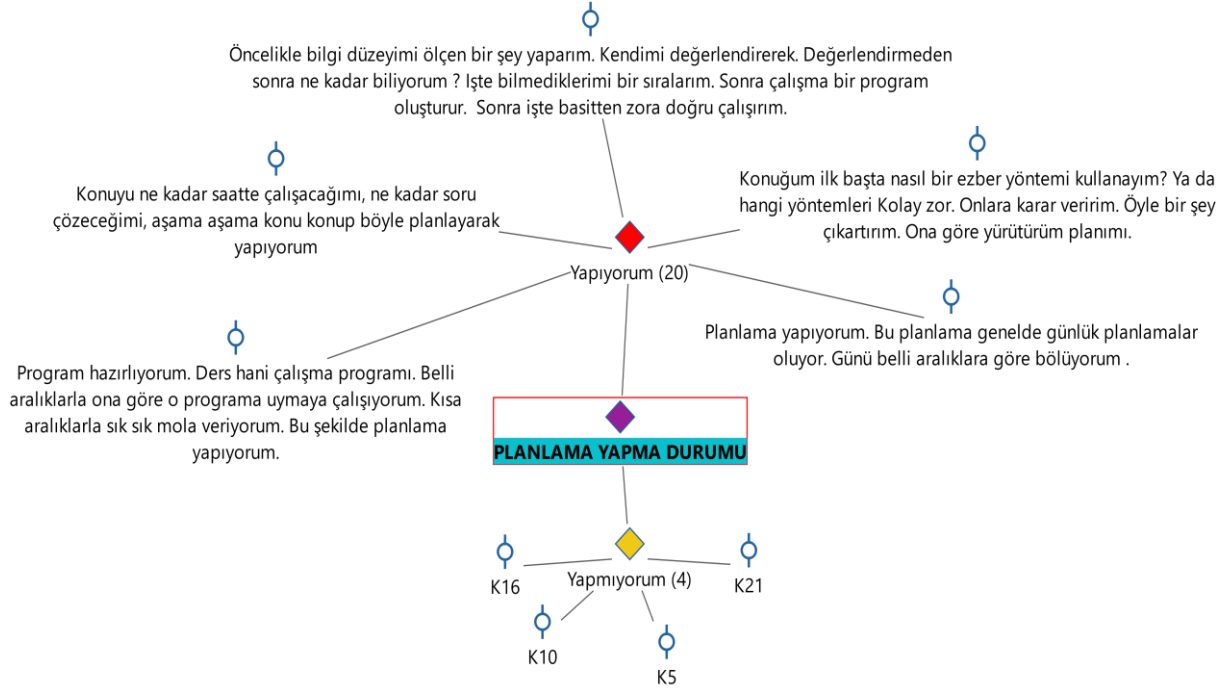 Öncelikle bilgi düzeyimi ölçen bir şey yaparım. Kendimi değerlendirerek. Değerlendirmeden
sonra ne kadar biliyorum ? Işte bilmediklerimi bir sıralarım. Sonra çalışma bir program
oluşturur.  Sonra işte basitten zora doğru çalışırım.
Konuyu ne kadar saatte çalışacağımı, ne kadar soru
çözeceğimi, aşama aşama konu konup böyle planlayarak
yapıyorum
Konuğum ilk başta nasıl bir ezber yöntemi kullanayım? Ya da
hangi yöntemleri Kolay zor. Onlara karar veririm. Öyle bir şey
çıkartırım. Ona göre yürütürüm planımı.
Yapıyorum (20)
Planlama yapıyorum. Bu planlama genelde günlük planlamalar
oluyor. Günü belli aralıklara göre bölüyorum .
Program hazırlıyorum. Ders hani çalışma programı. Belli
aralıklarla ona göre o programa uymaya çalışıyorum. Kısa
aralıklarla sık sık mola veriyorum. Bu şekilde planlama
yapıyorum.
PLANLAMA YAPMA DURUMU
Yapmıyorum (4)
K16
K21
K10
K5